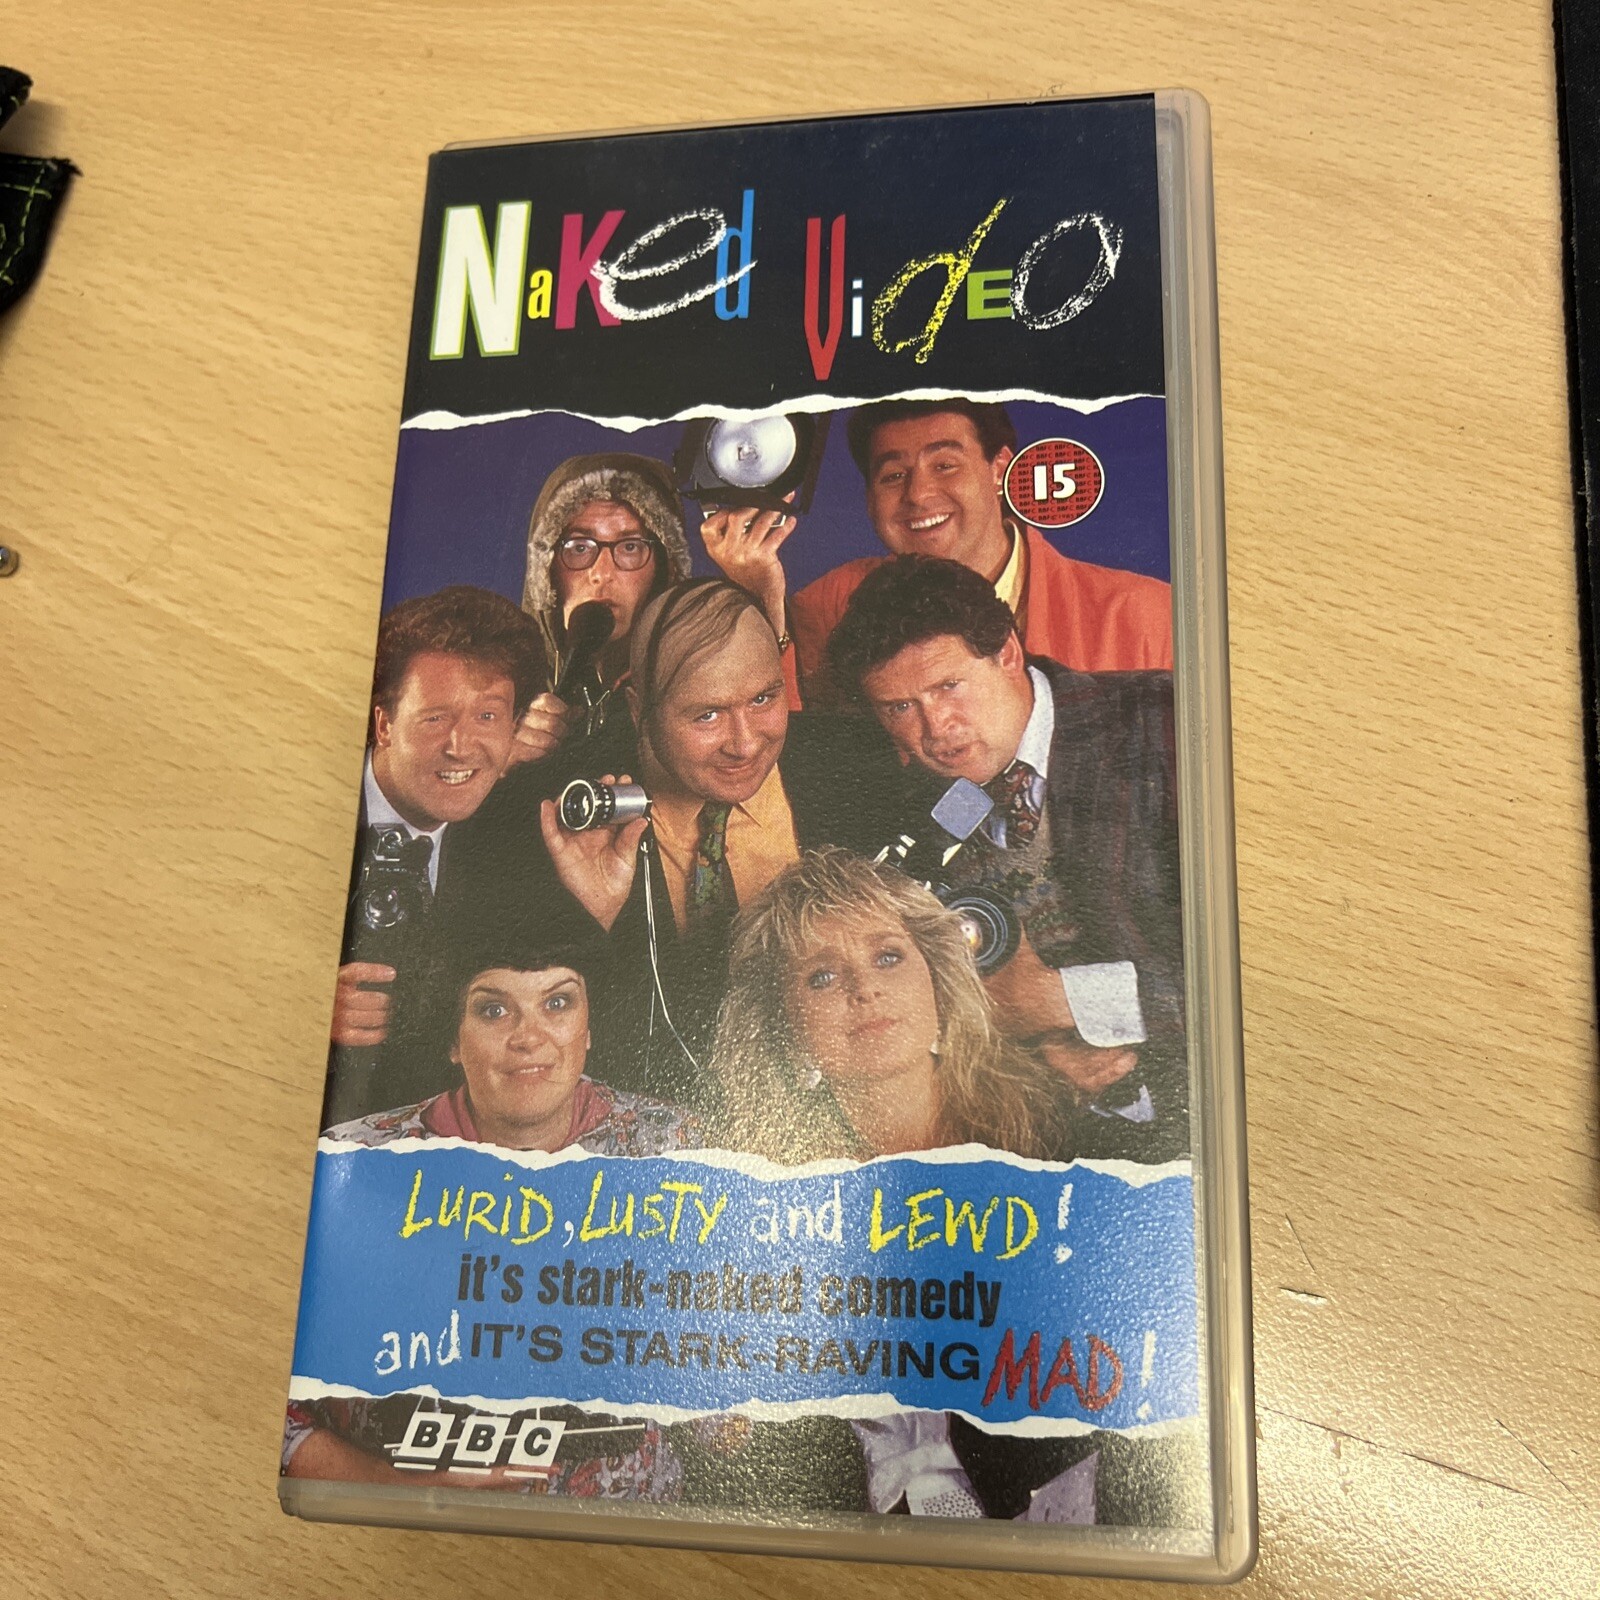 NaKed VidEO
15
LURiD, LUSTY and LEWD!
it's stark-naked comedy
and IT'S STARK-RAVING MAD!
BBC